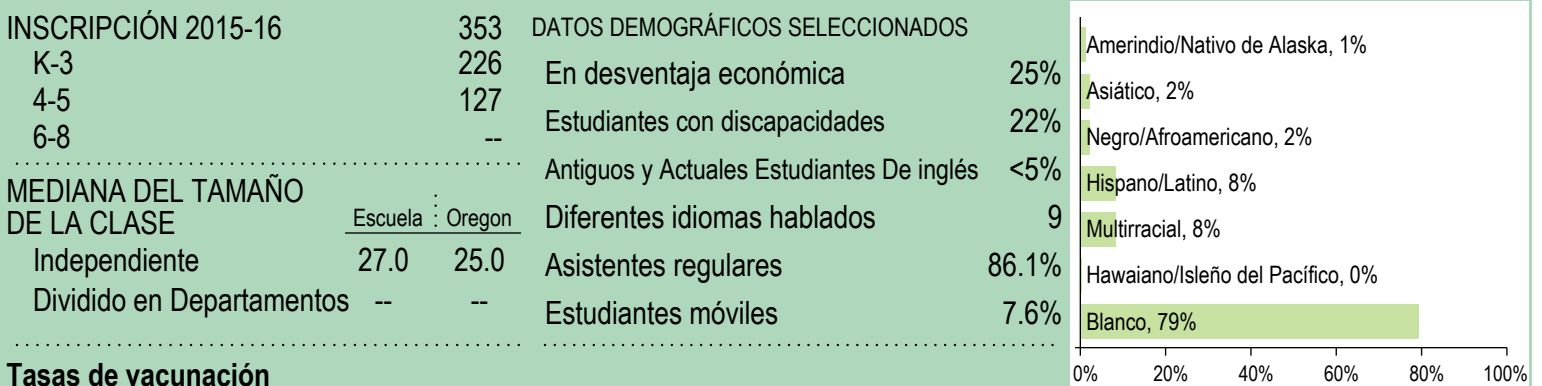 INSCRIPCIÓN 2015-16 353
K-3 226
4-5 127
6-8 --
MEDIANA DEL TAMAÑO
DE LA CLASE Escuela Oregon
Independiente 27.0 25.0
Dividido en Departamentos -- --
DATOS DEMOGRÁFICOS SELECCIONADOS
En desventaja económica 25%
Estudiantes con discapacidades 22%
Antiguos y Actuales Estudiantes De inglés <5%
Diferentes idiomas hablados 9
Asistentes regulares 86.1%
Estudiantes móviles 7.6%
Amerindio/Nativo de Alaska, 1%
Asiático, 2%
Negro/Afroamericano, 2%
Hispano/Latino, 8%
Multirracial, 8%
Hawaiano/Isleño del Pacífico, 0%
Blanco, 79%
0% 20% 40% 60% 80% 100%
Tasas de vacunación